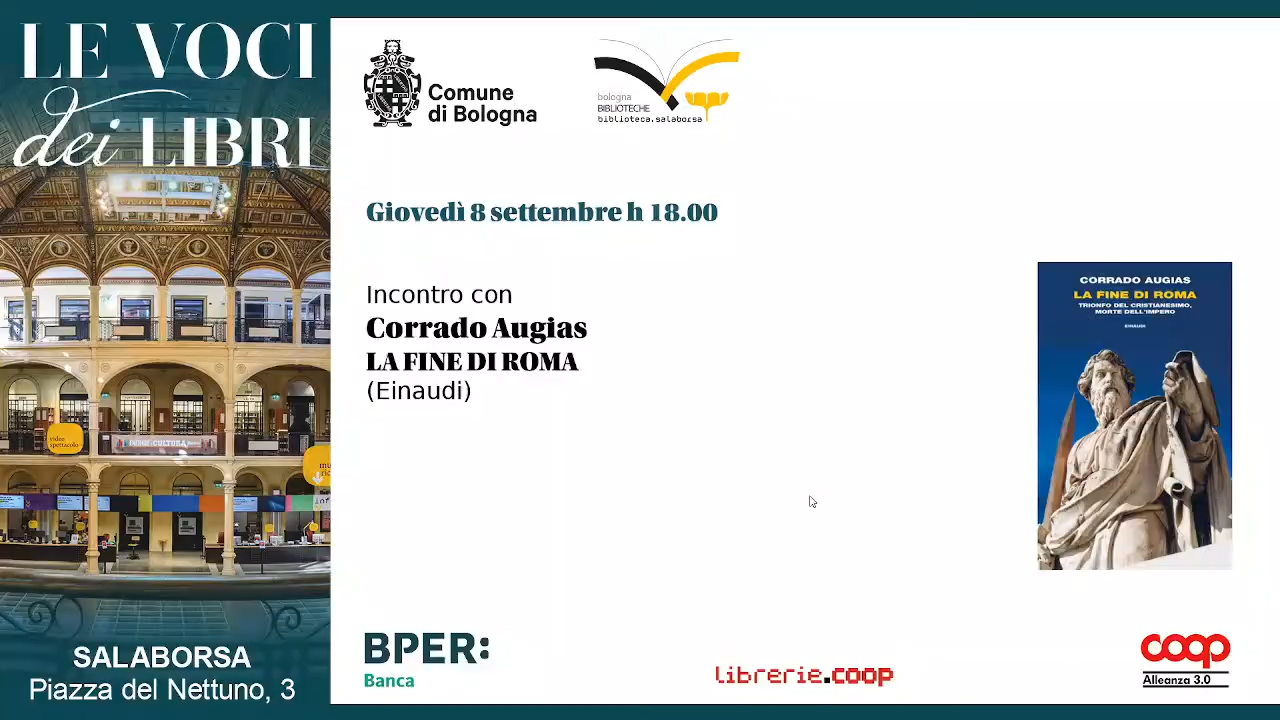 LE VOCI
dei LIBRI
Comune
di Bologna
bologna
BIBLIOTECHE
biblioteca.salaborsa
Giovedì 8 settembre h 18.00
Incontro con
Corrado Augias
LA FINE DI ROMA
(Einaudi)
CORRADO AUGIAS
LA FINE DI ROMA
TRIONFO DEL CRISTIANESIMO,
MORTE DELL'IMPERO
EINAUDI
video
spettacolo
SALABORSA
Piazza del Nettuno, 3
BPER:
Banca
librerie.coop
coop
Alleanza 3.0